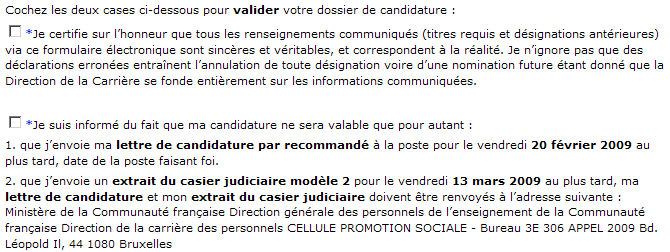 Cochez les deux cases ci-dessous pour valider votre dossier de candidature :
*Je certifie sur l'honneur que tous les renseignements communiqués (titres requis et désignations antérieures)
via ce formulaire électronique sont sincères et véritables, et correspondent à la réalité. Je n'ignore pas que des
déclarations erronées entraînent l'annulation de toute désignation voire d'une nomination future étant donné que la
Direction de la Carrière se fonde entièrement sur les informations communiquées.
*Je suis informé du fait que ma candidature ne sera valable que pour autant :
1. que j'envoie ma lettre de candidature par recommandé à la poste pour le vendredi 20 février 2009 au
plus tard, date de la poste faisant foi.
2. que j'envoie un extrait du casier judiciaire modèle 2 pour le vendredi 13 mars 2009 au plus tard, ma
lettre de candidature et mon extrait du casier judiciaire doivent être renvoyés à l'adresse suivante :
Ministère de la Communauté française Direction générale des personnels de l'enseignement de la Communauté
française Direction de la carrière des personnels CELLULE PROMOTION SOCIALE - Bureau 3E 306 APPEL 2009 Bd.
Léopold II, 44 1080 Bruxelles